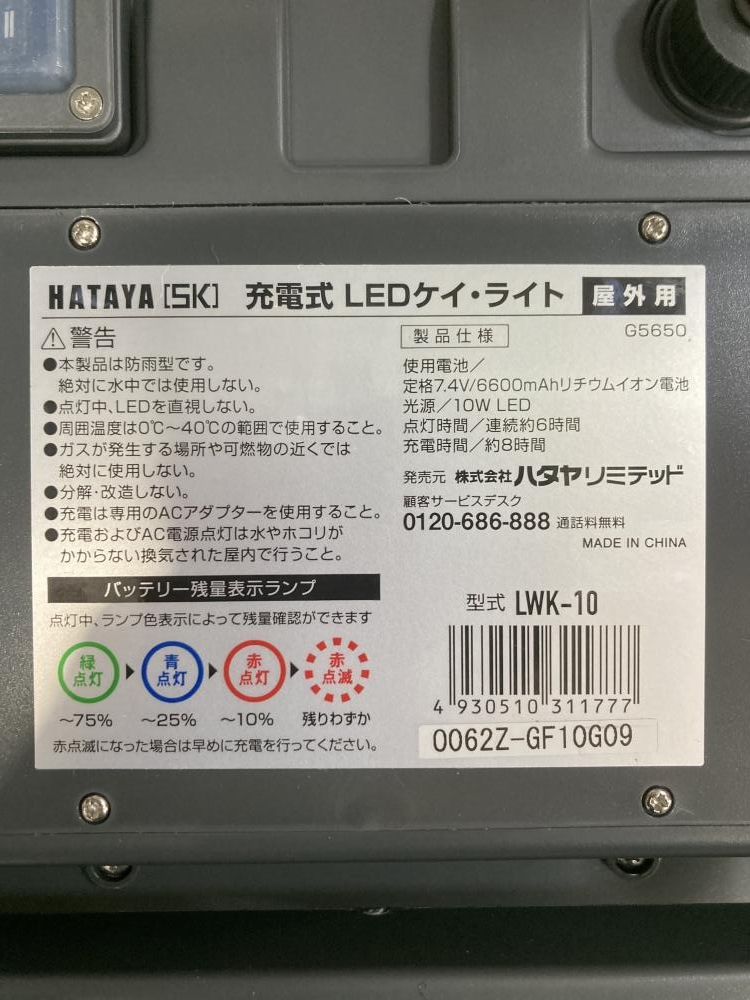 HATAYA [SK] 充電式 LEDケイ・ライト 屋外用
G5650
警告
●本製品は防雨型です。
絶対に水中では使用しない。
●点灯中、LEDを直視しない。
●周囲温度は0℃〜40℃の範囲で使用すること。
●ガスが発生する場所や可燃物の近くでは
絶対に使用しない。
●分解・改造しない。
●充電は専用のACアダプターを使用すること。
●充電およびAC電源点灯は水やホコリが
かからない換気された屋内で行うこと。
バッテリー残量表示ランプ
点灯中、ランプ色表示によって残量確認ができます
緑点灯 青点灯 赤点灯 赤点滅
〜75% 〜25% 〜10% 残りわずか
赤点滅になった場合は早めに充電を行ってください。
製品仕様
使用電池／
定格7.4V/6600mAhリチウムイオン電池
光源／10W LED
点灯時間／連続約6時間
充電時間／約8時間
発売元 株式会社ハタヤリミテッド
顧客サービスデスク
0120-686-888 通話料無料
MADE IN CHINA
型式 LWK-10
4 930510 311777
0062Z-GF10G09